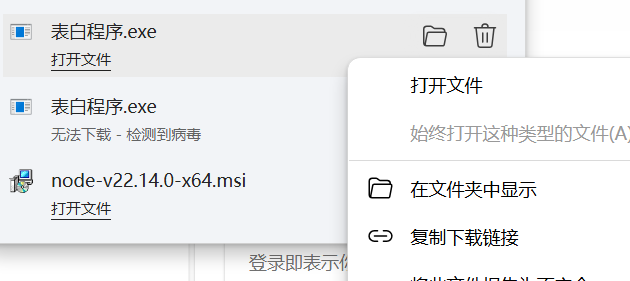 表白程序.exe
打开文件
表白程序.exe
无法下载 - 检测到病毒
node-v22.14.0-x64.msi
打开文件
打开文件
始终打开这种类型的文件(A)
在文件夹中显示
复制下载链接
登录即表示